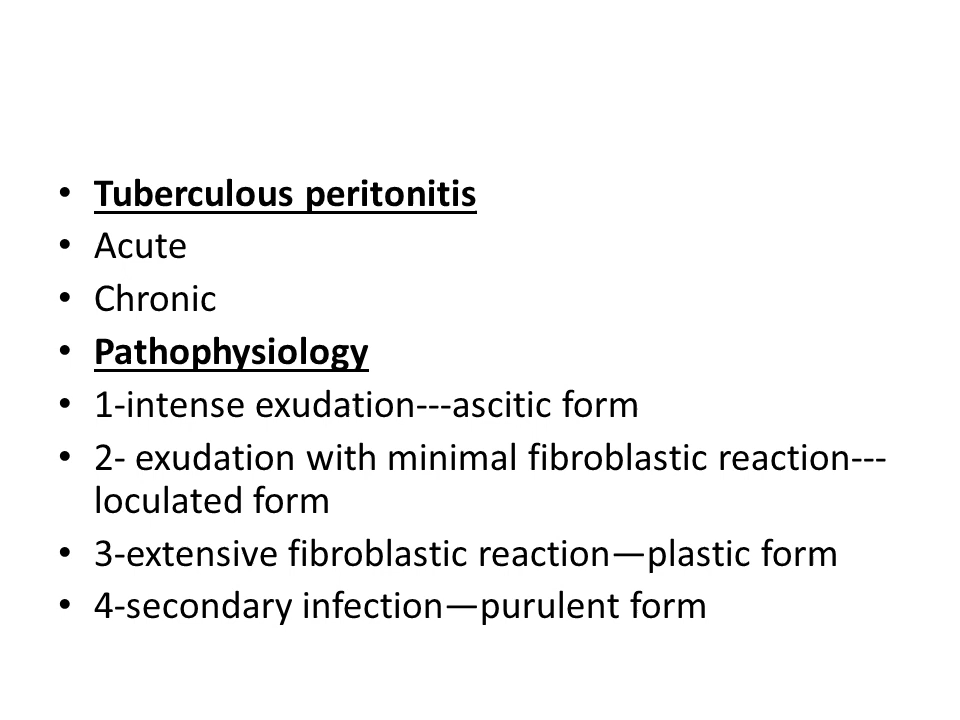 • Tuberculous peritonitis
• Acute
• Chronic
• Pathophysiology
• 1-intense exudation---ascitic form
• 2- exudation with minimal fibroblastic reaction---
loculated form
• 3-extensive fibroblastic reaction—plastic form
• 4-secondary infection—purulent form